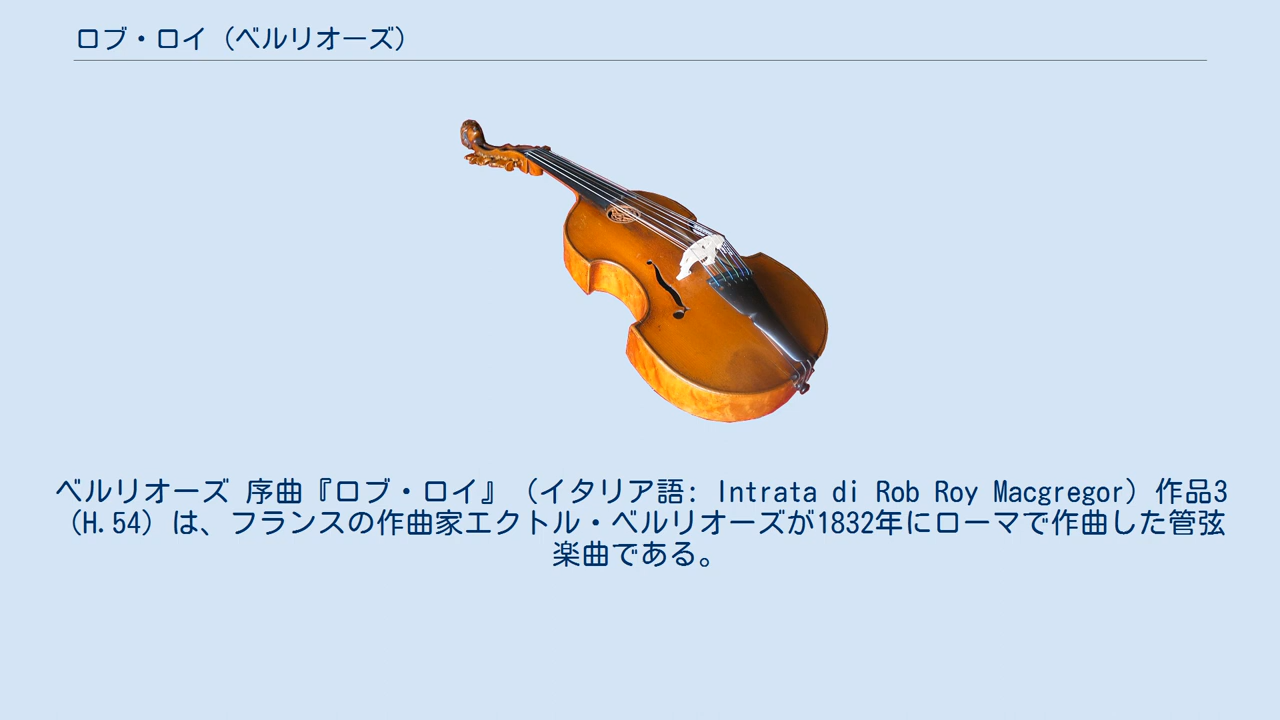 ロブ・ロイ（ベルリオーズ）
ベルリオーズ 序曲『ロブ・ロイ』（イタリア語: Intrata di Rob Roy Macgregor）作品3
（H.54）は、フランスの作曲家エクトル・ベルリオーズが1832年にローマで作曲した管弦
楽曲である。